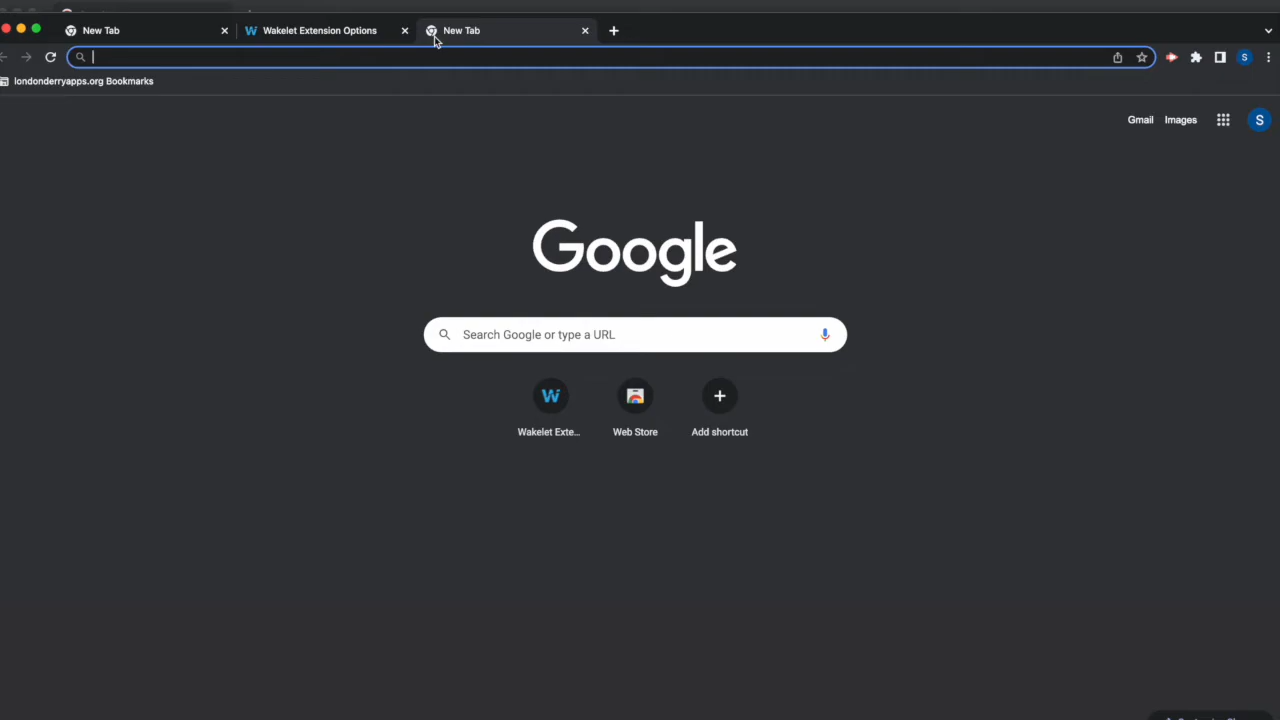 New Tab
Wakelet Extension Options
New Tab
londonderryapps.org Bookmarks
S
Gmail
Images
S
Google
Search Google or type a URL
W
Wakelet Exte...
Web Store
Add shortcut